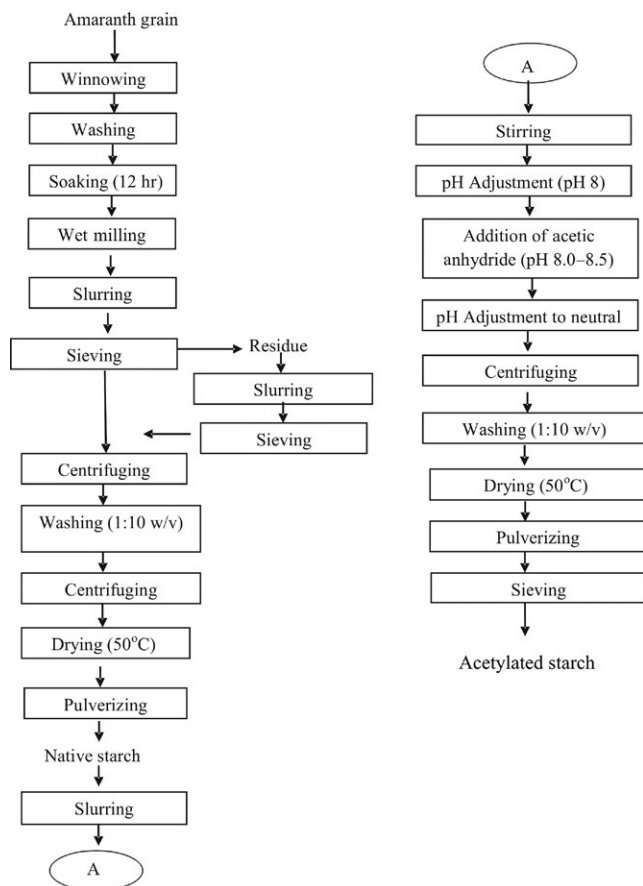 Amaranth grain
Winnowing
Washing
Soaking (12 hr)
Wet milling
Slurring
Sieving
Residue
Slurring
Sieving
Centrifuging
Washing (1:10 w/v)
Centrifuging
Drying (50°C)
Pulverizing
Native starch
Slurring
A
A
Stirring
pH Adjustment (pH 8)
Addition of acetic
anhydride (pH 8.0–8.5)
pH Adjustment to neutral
Centrifuging
Washing (1:10 w/v)
Drying (50°C)
Pulverizing
Sieving
Acetylated starch